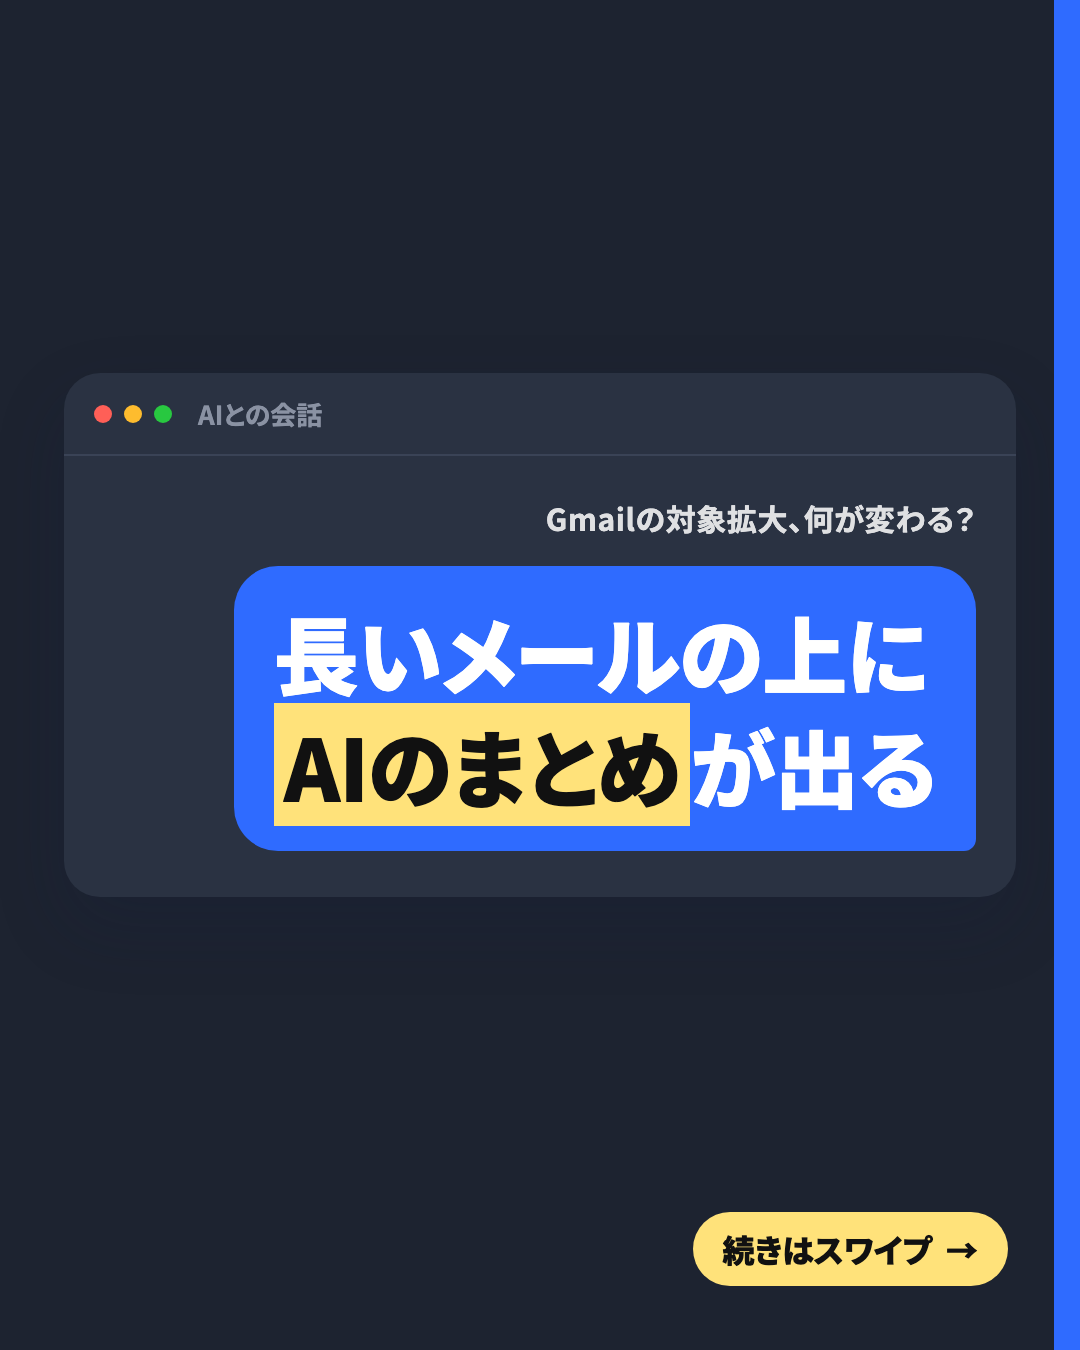 AIとの会話
Gmailの対象拡大、何が変わる？
長いメールの上に
AIのまとめが出る
続きはスワイプ →